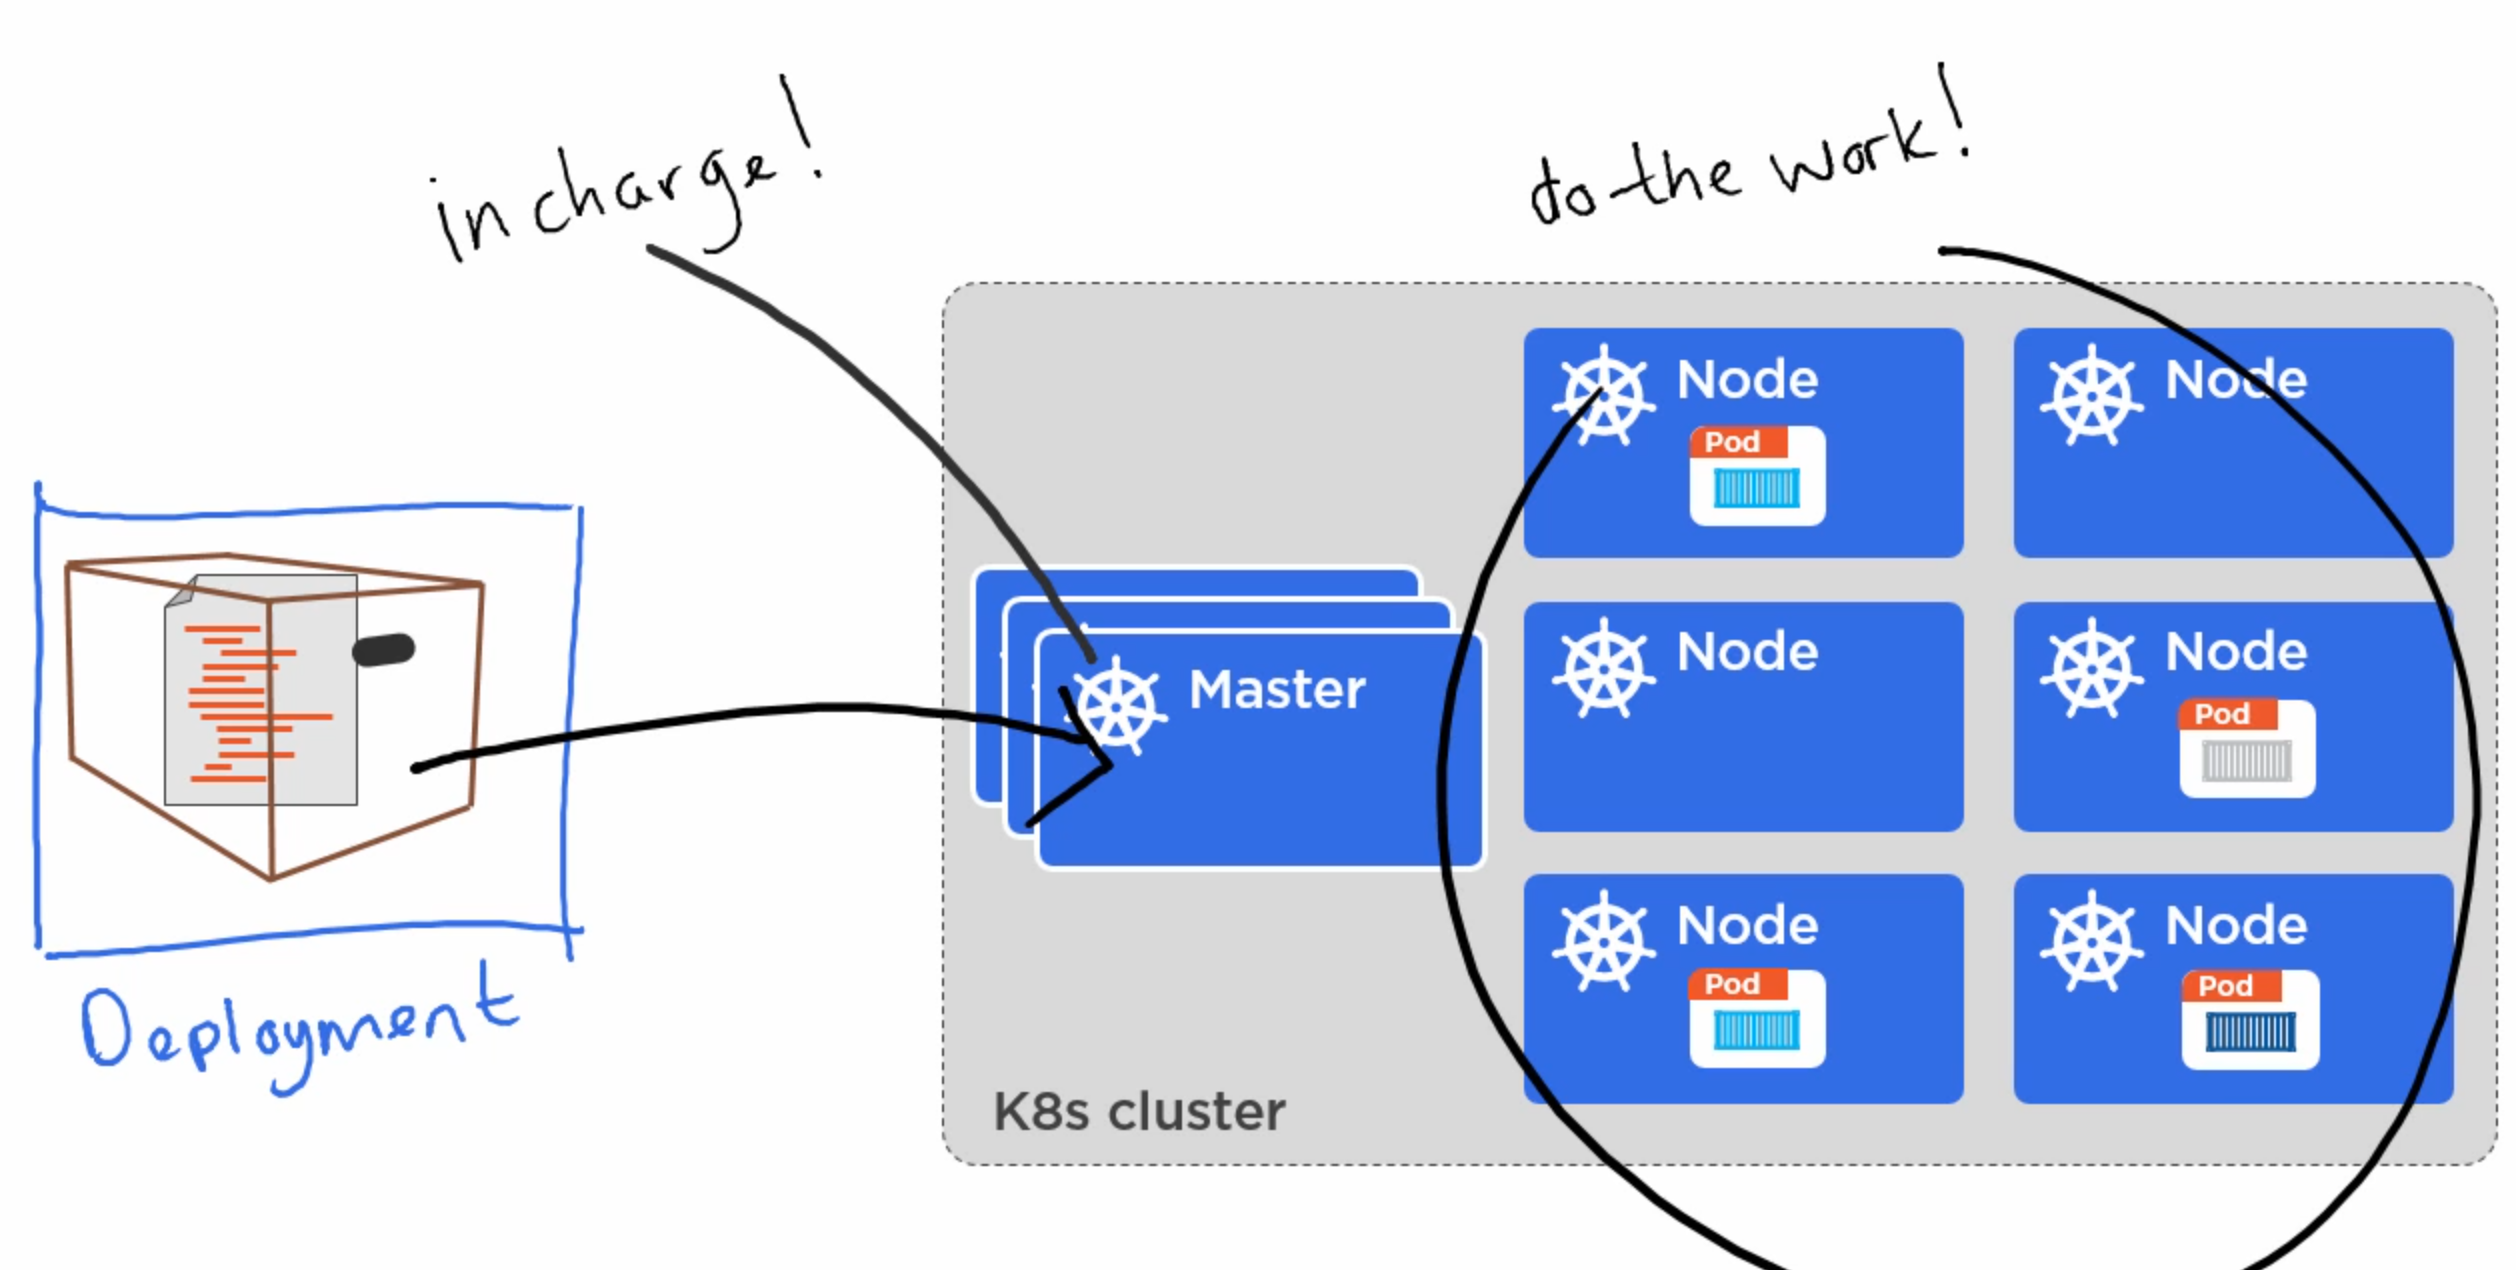 in charge!
do the work!
Node
Pod
Node
Master
Node
Node
Pod
Node
Pod
Node
Pod
Deployment
K8s cluster